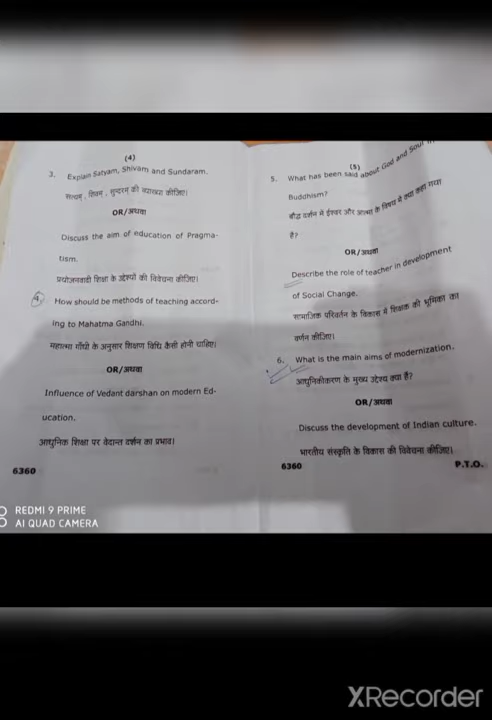 (4)
3. Explain Satyam, Shivam and Sundaram.
सत्यम्, शिवम्, सुन्दरम् की व्याख्या कीजिए।
OR/अथवा
Discuss the aim of education of Pragma-
tism.
प्रयोजनवादी शिक्षा के उद्देश्यों की विवेचना कीजिए।
4. How should be methods of teaching accord-
ing to Mahatma Gandhi.
महात्मा गाँधी के अनुसार शिक्षण विधि कैसी होनी चाहिए।
OR/अथवा
Influence of Vedant darshan on modern Ed-
ucation.
आधुनिक शिक्षा पर वेदान्त दर्शन का प्रभाव।
6360
(5)
5. What has been said about God and Soul in
Buddhism?
बौद्ध दर्शन में ईश्वर और आत्मा के विषय में क्या कहा गया
है?
OR/अथवा
Describe the role of teacher in development
of Social Change.
सामाजिक परिवर्तन के विकास में शिक्षक की भूमिका का
वर्णन कीजिए।
6. What is the main aims of modernization.
आधुनिकीकरण के मुख्य उद्देश्य क्या हैं?
OR/अथवा
Discuss the development of Indian culture.
भारतीय संस्कृति के विकास की विवेचना कीजिए।
6360 P.T.O.
REDMI 9 PRIME
AI QUAD CAMERA
XRecorder